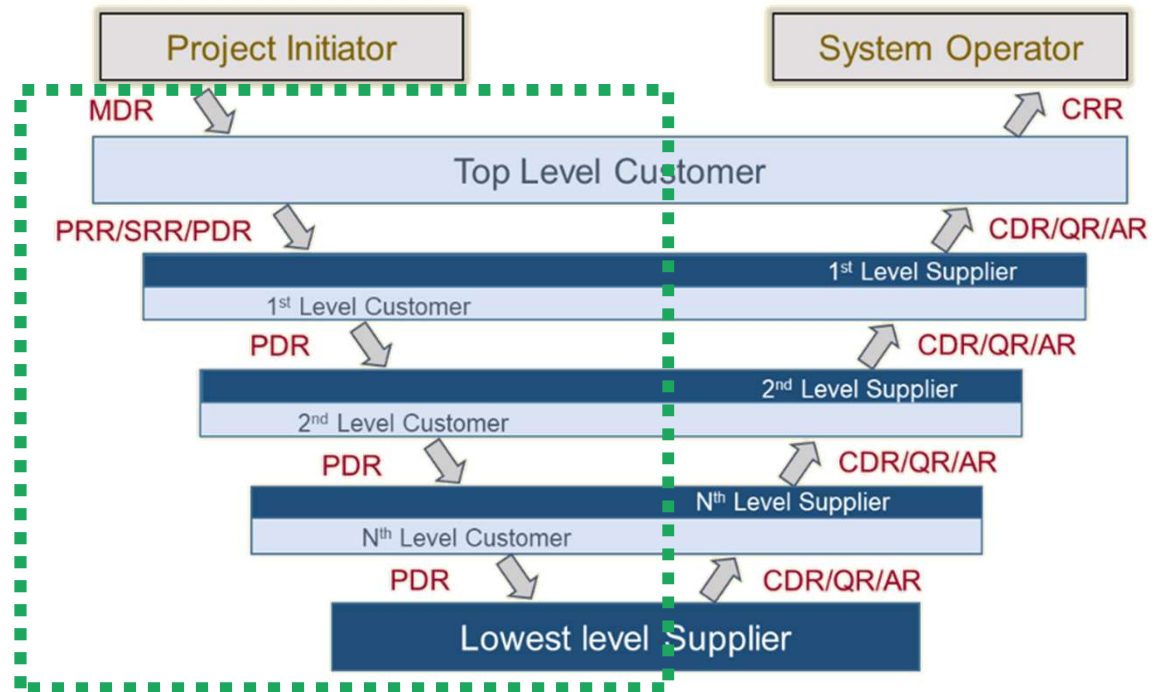 Project Initiator
System Operator
MDR
CRR
Top Level Customer
PRR/SRR/PDR
CDR/QR/AR
1st Level Supplier
1st Level Customer
PDR
CDR/QR/AR
2nd Level Supplier
2nd Level Customer
PDR
CDR/QR/AR
Nth Level Supplier
Nth Level Customer
PDR
CDR/QR/AR
Lowest level Supplier